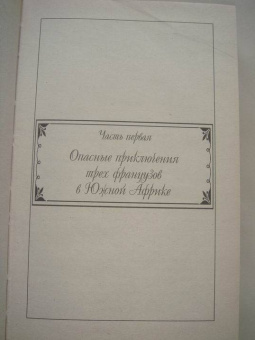 Часть первая
Опасные приключения
трех французов
в Южной Африке